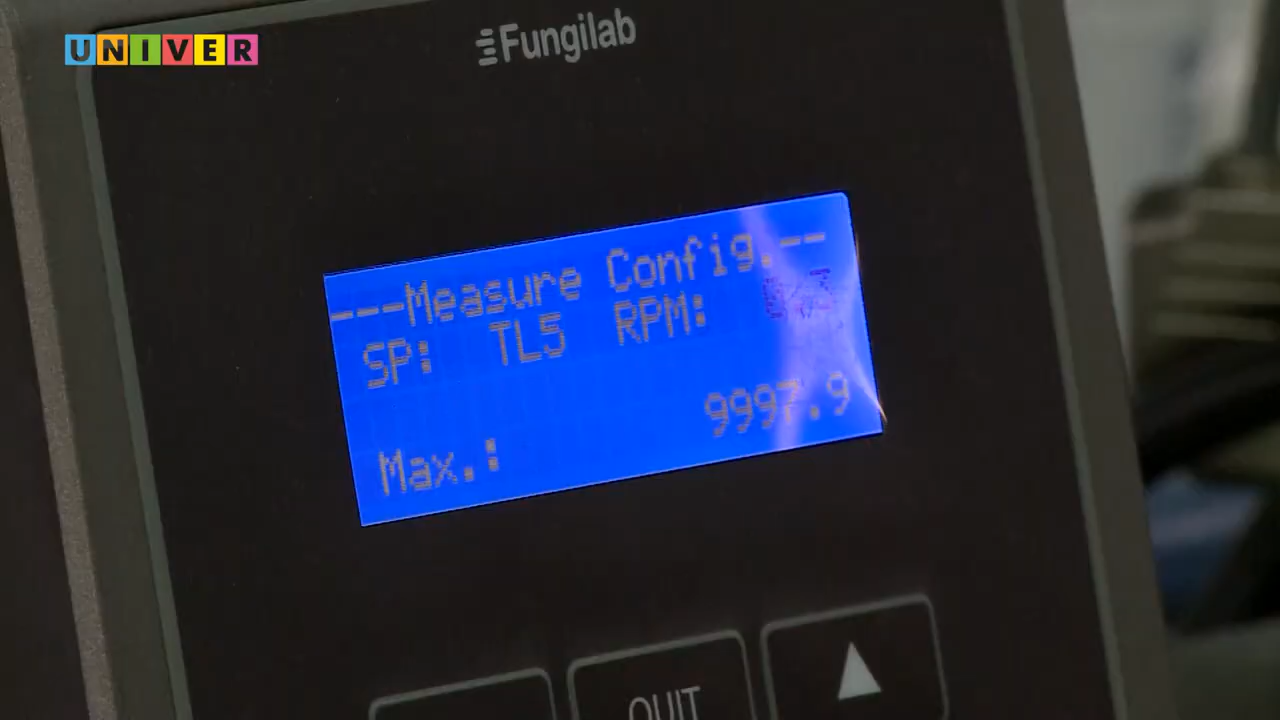 UNIVER
Fungilab
---Measure Config.--
SP: TL5 RPM:
Max.: 9997.9
QUIT